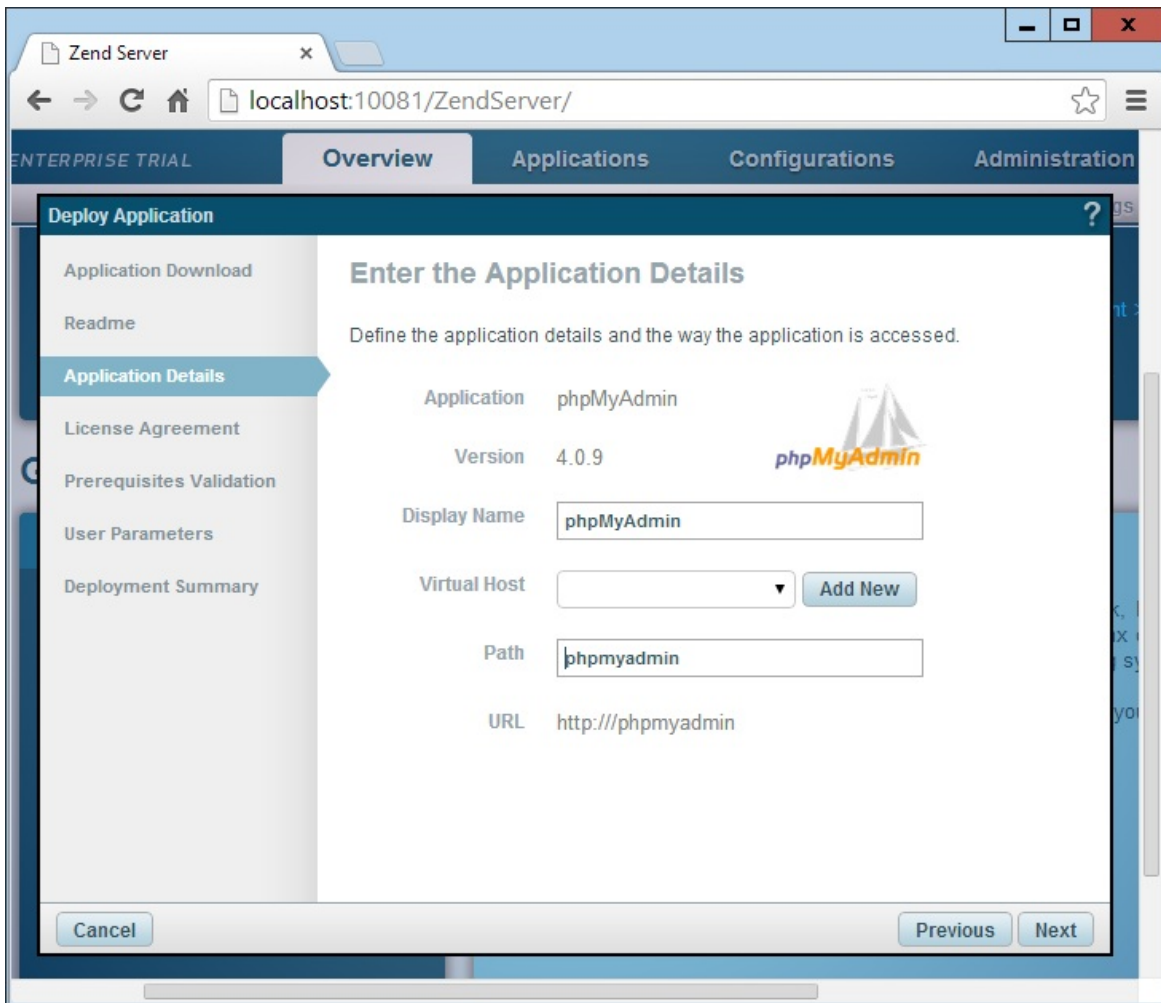 Zend Server
localhost:10081/ZendServer/
ENTERPRISE TRIAL Overview Applications Configurations Administration
Deploy Application ? gs
Application Download
Readme
Application Details
License Agreement
Prerequisites Validation
User Parameters
Deployment Summary
Enter the Application Details
Define the application details and the way the application is accessed.
Application phpMyAdmin
Version 4.0.9
phpMyAdmin
Display Name phpMyAdmin
Virtual Host Add New
Path phpmyadmin
URL http:///phpmyadmin
Cancel Previous Next